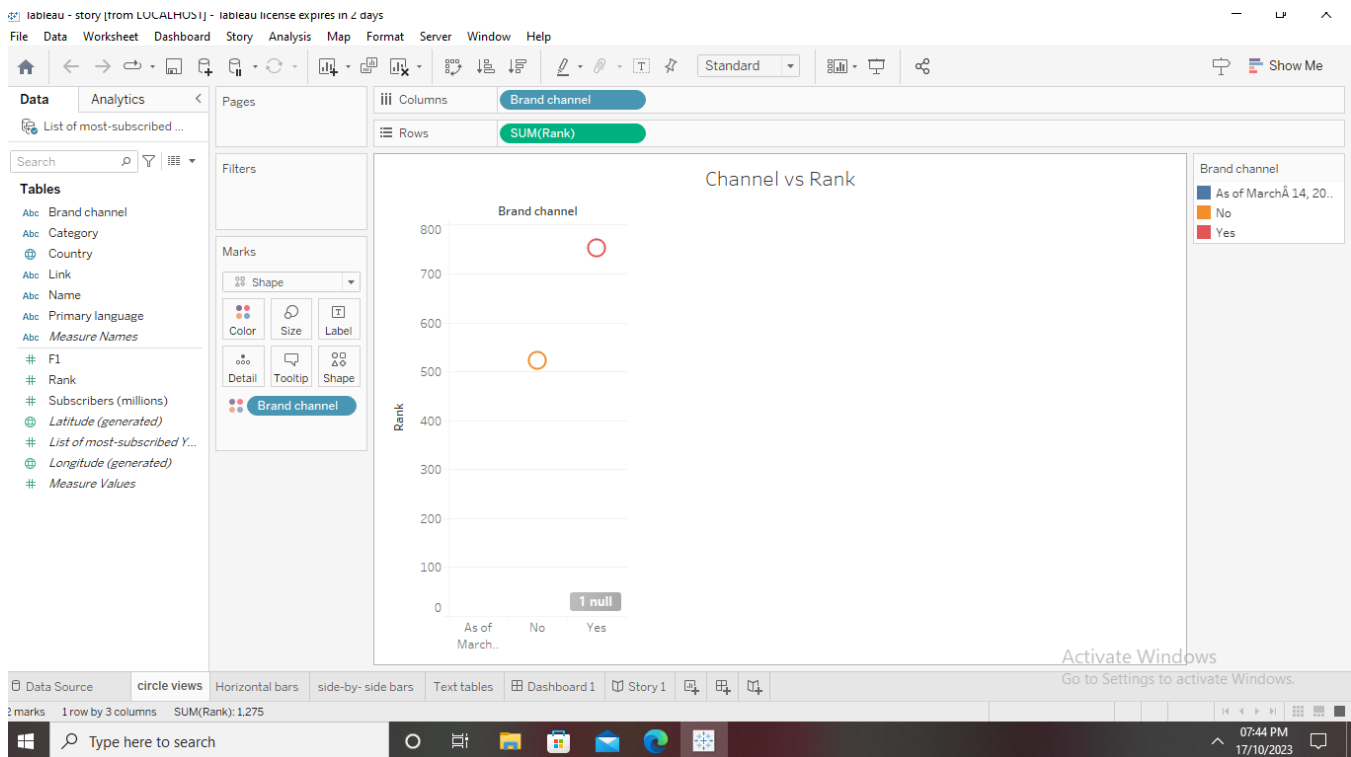 Tableau - story [from LOCALHOST] - Tableau license expires in 2 days
File Data Worksheet Dashboard Story Analysis Map Format Server Window Help
Standard
Show Me
Data Analytics
List of most-subscribed ...
Search
Tables
Abc Brand channel
Abc Category
Country
Abc Link
Abc Name
Abc Primary language
Abc Measure Names
# F1
# Rank
# Subscribers (millions)
Latitude (generated)
# List of most-subscribed Y...
Longitude (generated)
# Measure Values
Pages
Filters
Marks
Shape
Color Size Label
Detail Tooltip Shape
Brand channel
Columns Brand channel
Rows SUM(Rank)
Channel vs Rank
Brand channel
800
700
600
500
400
300
200
100
0
Rank
1 null
As of March.. No Yes
Brand channel
As of MarchÂ 14, 20..
No
Yes
Activate Windows
Go to Settings to activate Windows.
Data Source circle views Horizontal bars side-by- side bars Text tables Dashboard 1 Story 1
2 marks 1 row by 3 columns SUM(Rank): 1,275
Type here to search
07:44 PM
17/10/2023